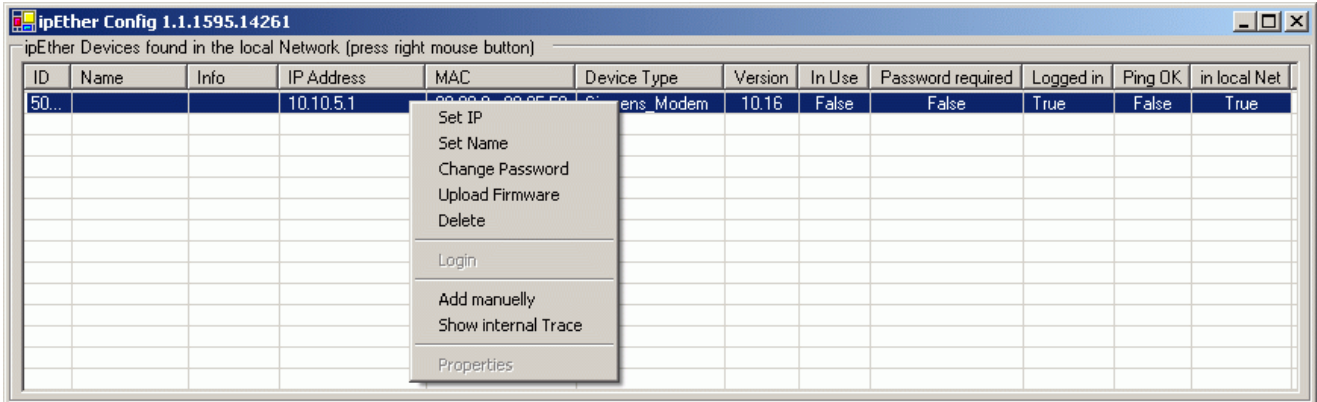 ipEther Config 1.1.1595.14261
ipEther Devices found in the local Network (press right mouse button)
ID Name Info IP Address MAC Device Type Version In Use Password required Logged in Ping OK in local Net
50... 10.10.5.1 Siemens_Modem 10.16 False False True False True
Set IP
Set Name
Change Password
Upload Firmware
Delete
Login
Add manuelly
Show internal Trace
Properties